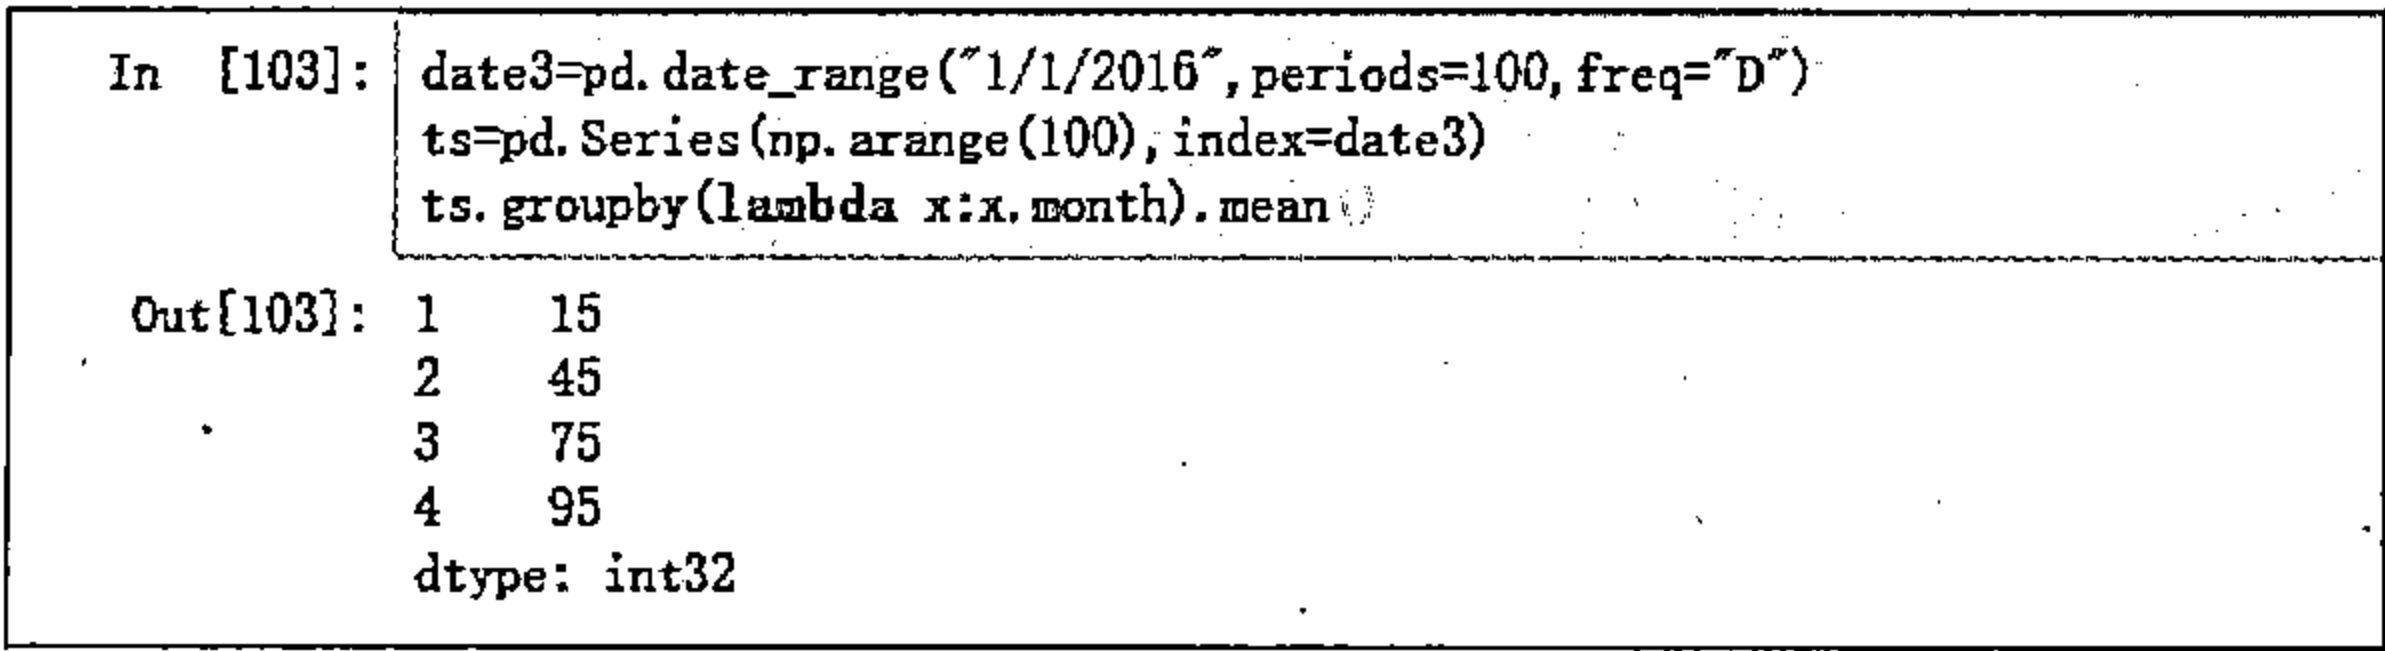 In [103]: date3=pd.date_range("1/1/2016",periods=100,freq="D")
ts=pd.Series(np.arange(100),index=date3)
ts.groupby(lambda x:x.month).mean()
Out[103]: 1 15
2 45
3 75
4 95
dtype: int32